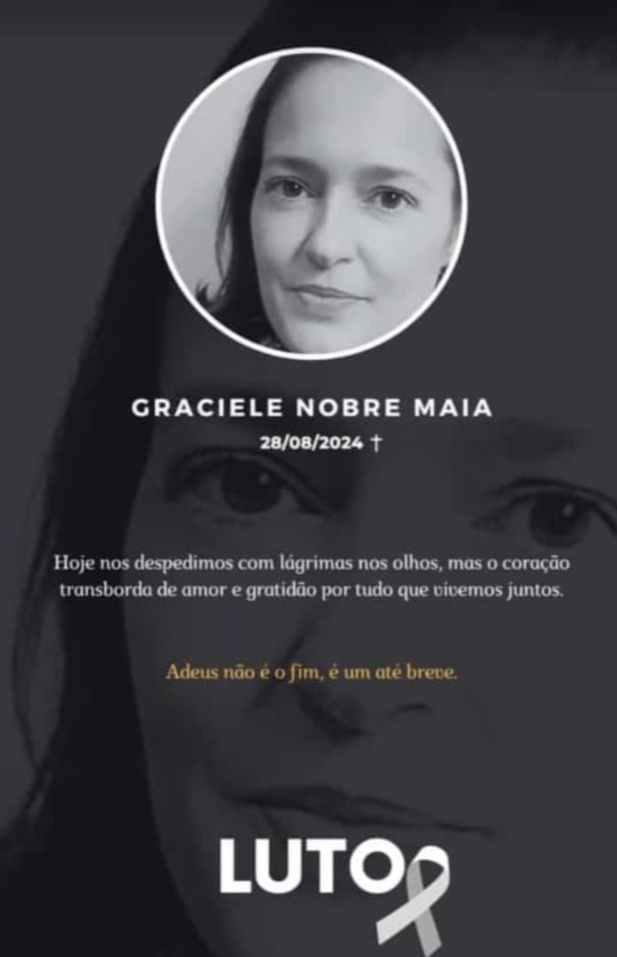 GRACIELE NOBRE MAIA
28/08/2024 †
Hoje nos despedimos com lágrimas nos olhos, mas o coração
transborda de amor e gratidão por tudo que vivemos juntos.
Adeus não é o fim, é um até breve.
LUTO